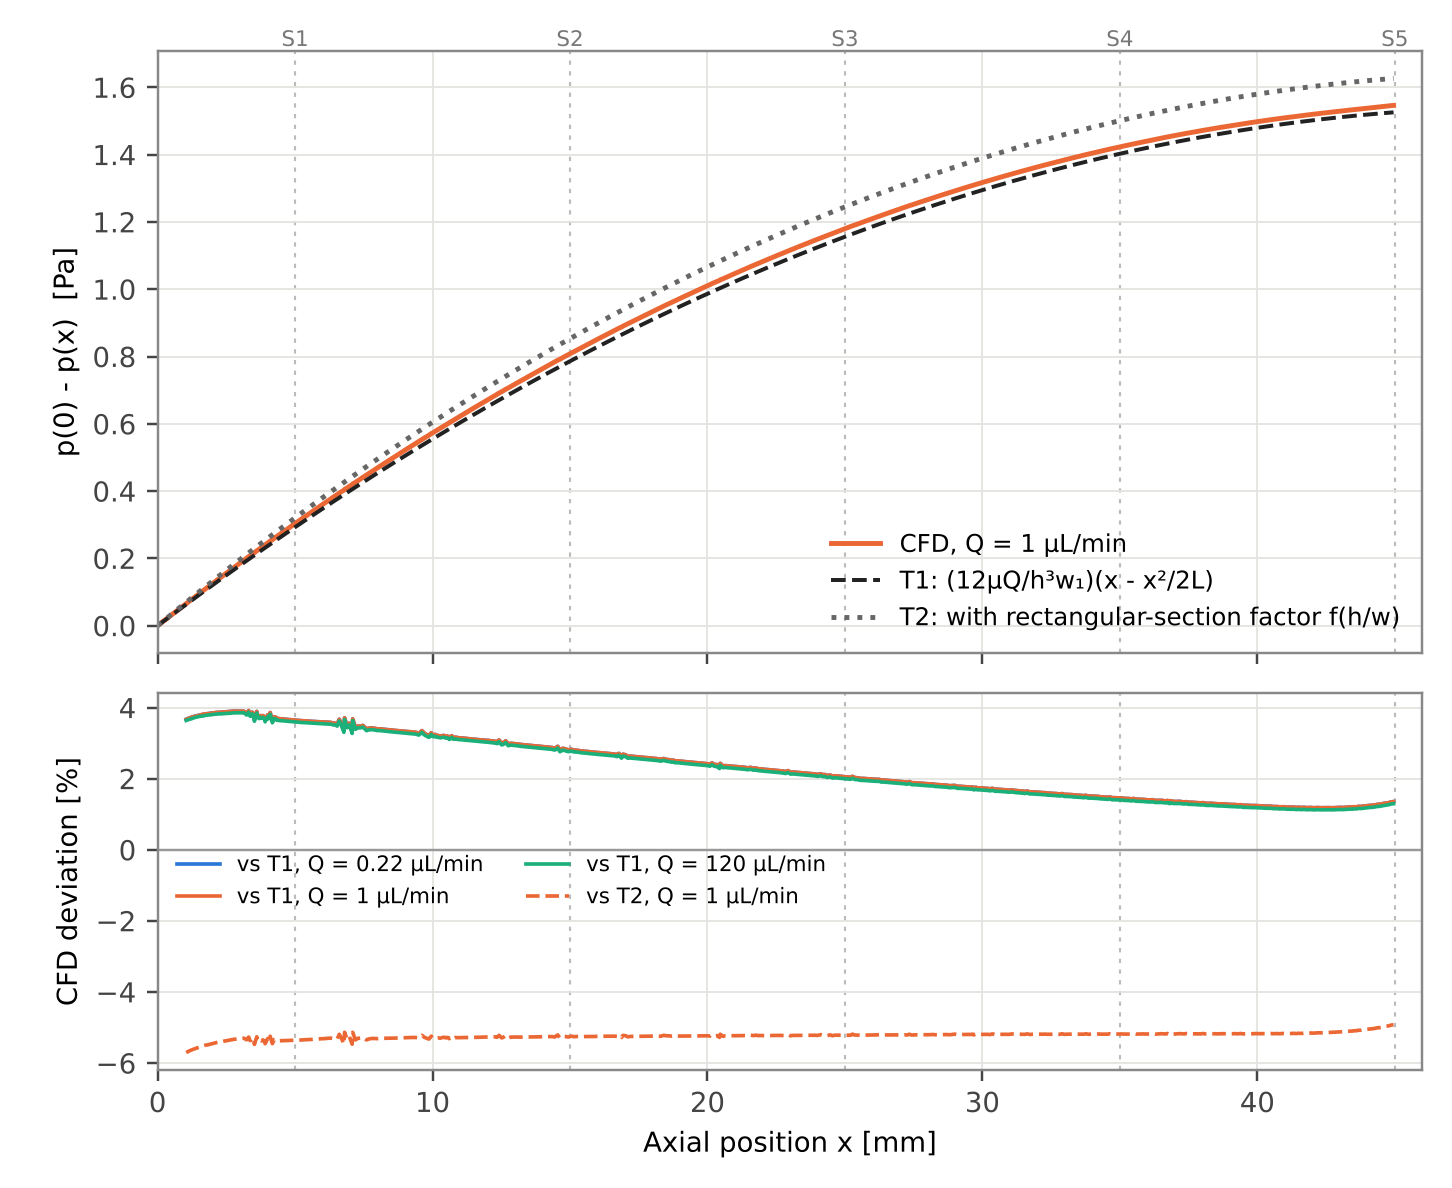 S1 S2 S3 S4 S5
1.6
1.4
1.2
1.0
0.8
0.6
0.4
0.2
0.0
p(0) - p(x) [Pa]
CFD, Q = 1 µL/min
T1: (12µQ/h³w₁)(x - x²/2L)
T2: with rectangular-section factor f(h/w)
4
2
0
−2
−4
−6
CFD deviation [%]
vs T1, Q = 0.22 µL/min
vs T1, Q = 1 µL/min
vs T1, Q = 120 µL/min
vs T2, Q = 1 µL/min
0 10 20 30 40
Axial position x [mm]